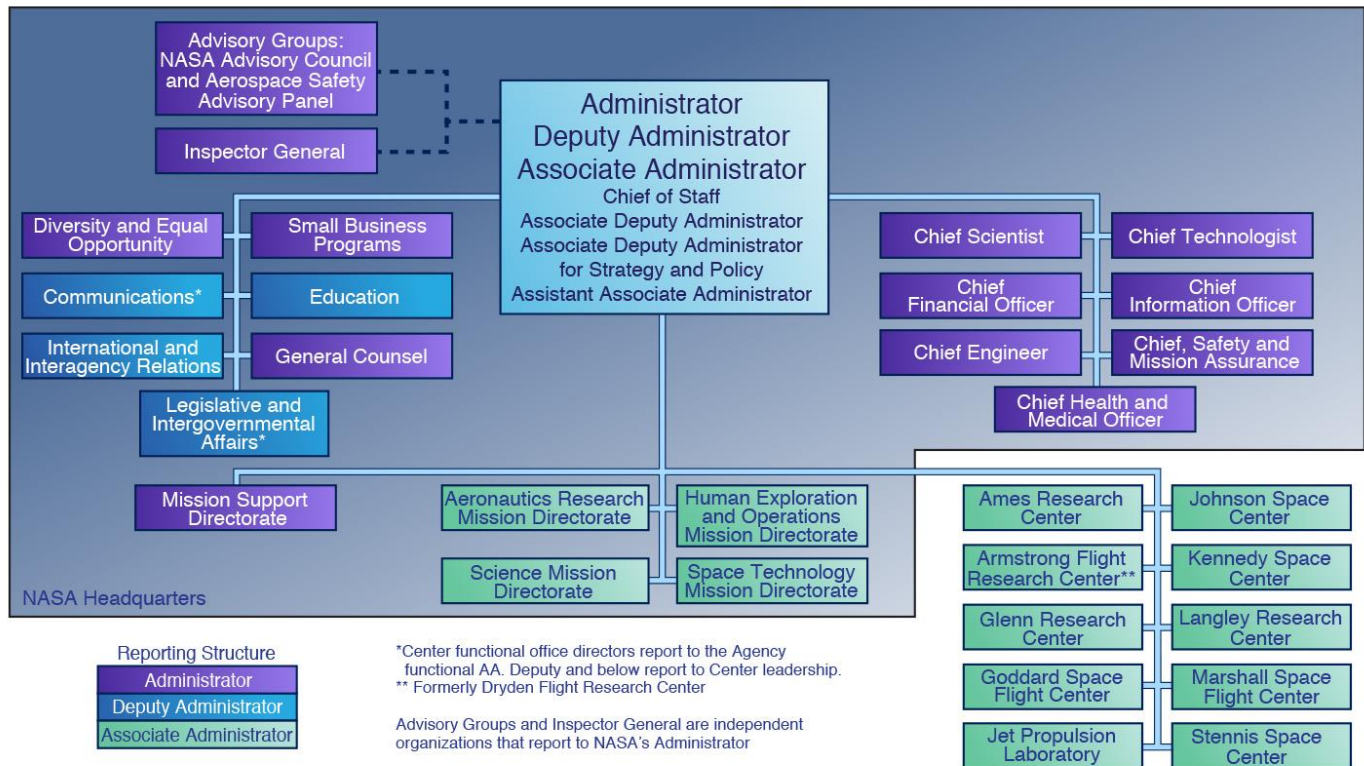 Advisory Groups:
NASA Advisory Council
and Aerospace Safety
Advisory Panel
Inspector General
Administrator
Deputy Administrator
Associate Administrator
Chief of Staff
Associate Deputy Administrator
Associate Deputy Administrator
for Strategy and Policy
Assistant Associate Administrator
Diversity and Equal
Opportunity
Small Business
Programs
Communications*
Education
International and
Interagency Relations
General Counsel
Legislative and
Intergovernmental
Affairs*
Chief Scientist
Chief Technologist
Chief
Financial Officer
Chief
Information Officer
Chief Engineer
Chief, Safety and
Mission Assurance
Chief Health and
Medical Officer
Mission Support
Directorate
Aeronautics Research
Mission Directorate
Human Exploration
and Operations
Mission Directorate
Science Mission
Directorate
Space Technology
Mission Directorate
NASA Headquarters
Ames Research
Center
Johnson Space
Center
Armstrong Flight
Research Center**
Kennedy Space
Center
Glenn Research
Center
Langley Research
Center
Goddard Space
Flight Center
Marshall Space
Flight Center
Jet Propulsion
Laboratory
Stennis Space
Center
Reporting Structure
Administrator
Deputy Administrator
Associate Administrator
*Center functional office directors report to the Agency
functional AA. Deputy and below report to Center leadership.
** Formerly Dryden Flight Research Center
Advisory Groups and Inspector General are independent
organizations that report to NASA's Administrator